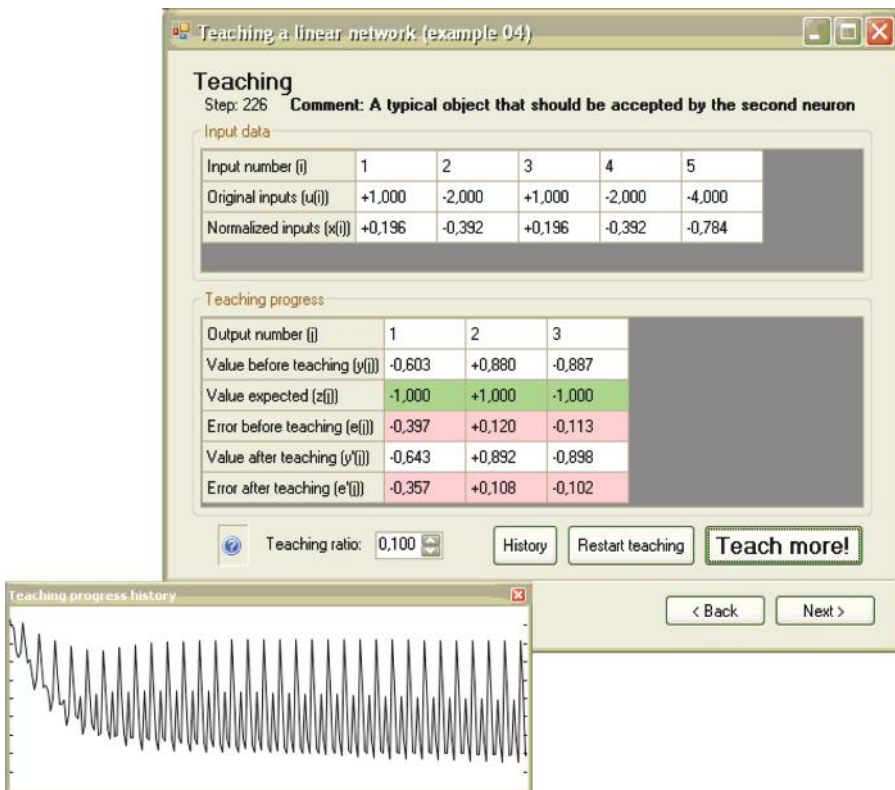 Teaching a linear network (example 04)
Teaching
Step: 226 Comment: A typical object that should be accepted by the second neuron
Input data
Input number (i) 1 2 3 4 5
Original inputs (u(i)) +1,000 -2,000 +1,000 -2,000 -4,000
Normalized inputs (x(i)) +0,196 -0,392 +0,196 -0,392 -0,784
Teaching progress
Output number (j) 1 2 3
Value before teaching (y(j)) -0,603 +0,880 -0,887
Value expected (z(j)) -1,000 +1,000 -1,000
Error before teaching (e(j)) -0,397 +0,120 -0,113
Value after teaching (y'(j)) -0,643 +0,892 -0,898
Error after teaching (e'(j)) -0,357 +0,108 -0,102
Teaching ratio: 0,100 History Restart teaching Teach more!
Teaching progress history
< Back Next >